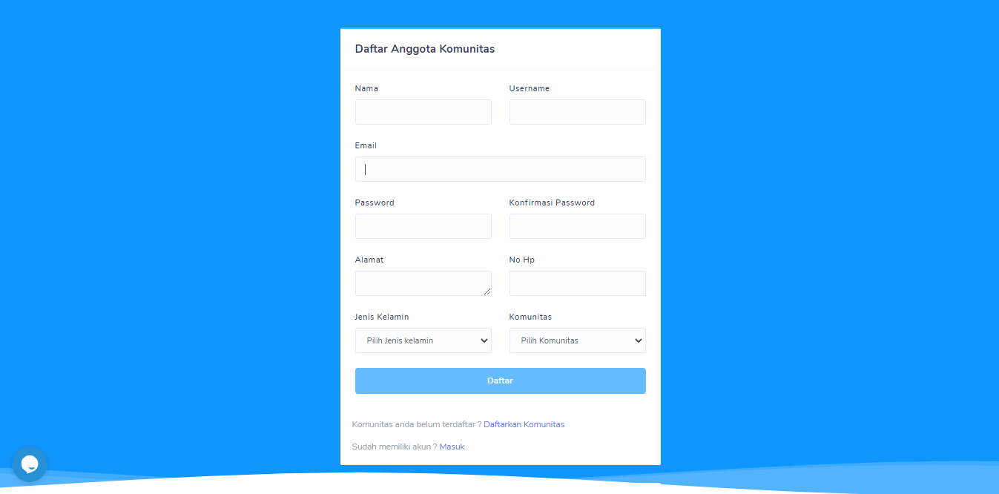 Daftar Anggota Komunitas
Nama Username
Email
Password Konfirmasi Password
Alamat No Hp
Jenis Kelamin Komunitas
Pilih Jenis kelamin Pilih Komunitas
Daftar
Komunitas anda belum terdaftar ? Daftarkan Komunitas
Sudah memiliki akun ? Masuk